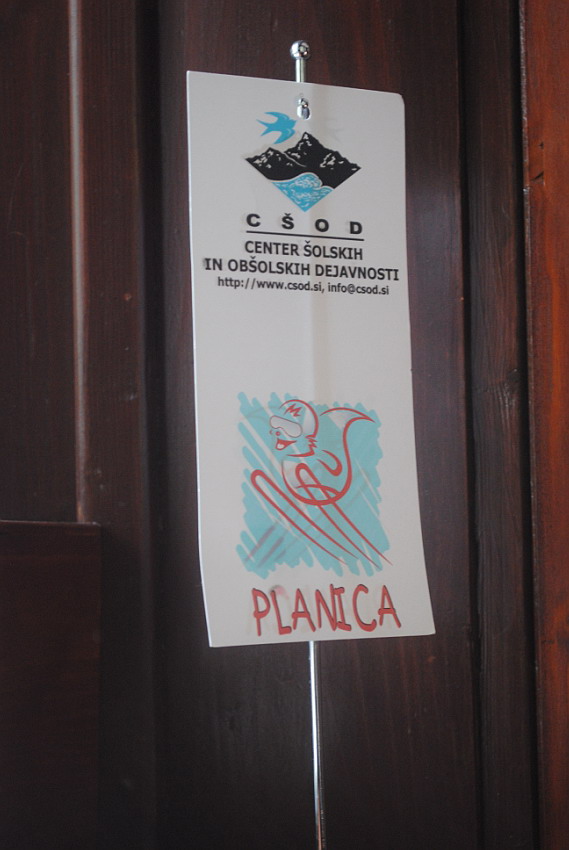 CŠOD
CENTER ŠOLSKIH
IN OBŠOLSKIH DEJAVNOSTI
http://www.csod.si, info@csod.si
PLANICA